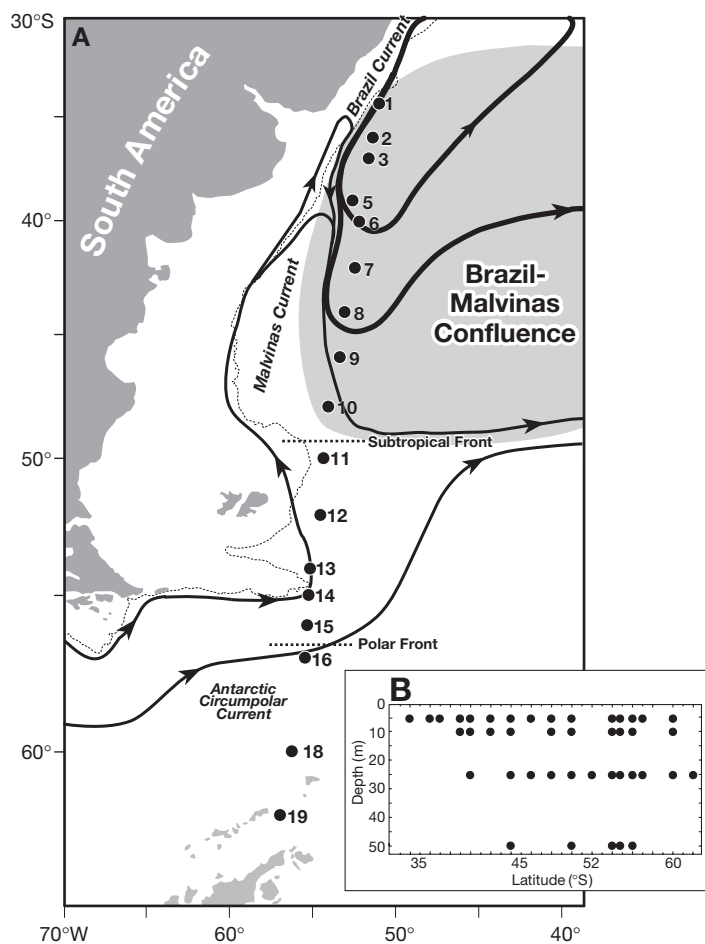 30°S
A
South America
Brazil Current
1
2
3
5
40°
6
7
Brazil-
Malvinas
Confluence
Malvinas Current
8
9
10
Subtropical Front
50°
11
12
13
14
15
Polar Front
16
Antarctic
Circumpolar
Current
60°
18
19
70°W
60°
50°
40°
B
0
10
20
30
40
50
Depth (m)
35
45
52
60
Latitude (°S)